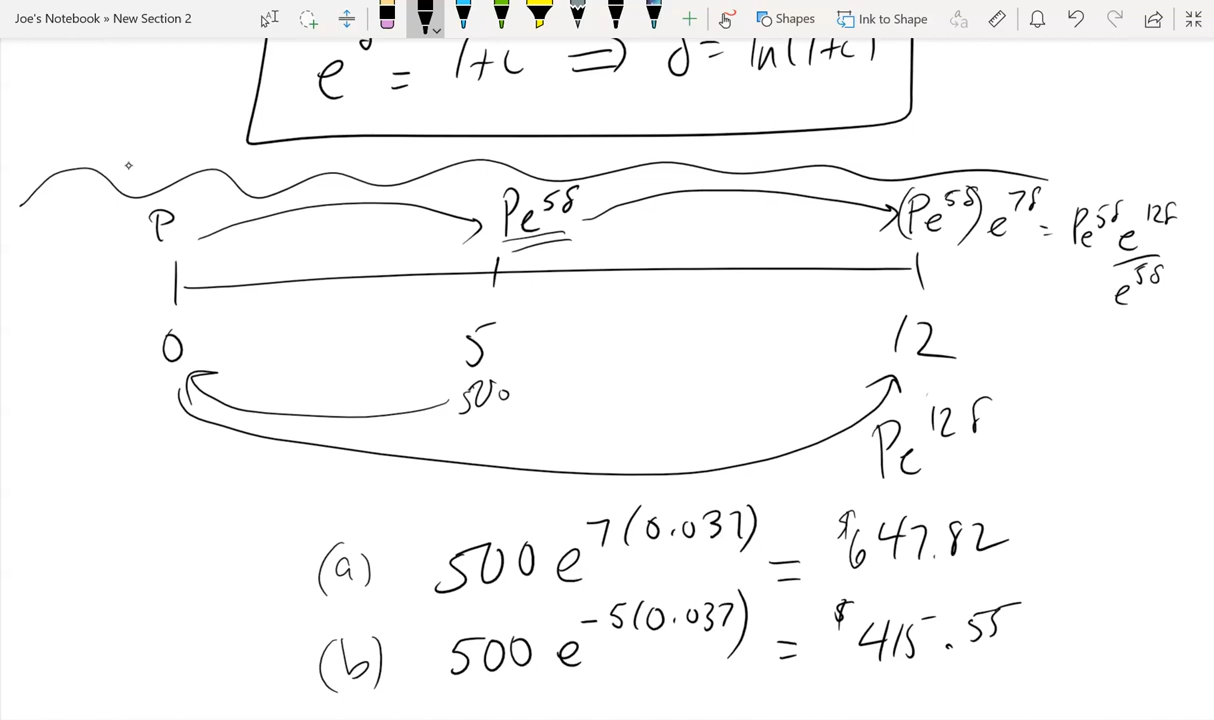 Joe's Notebook » New Section 2
Shapes Ink to Shape
e^δ = 1+i ⇒ δ = ln(1+i)
P Pe^5δ (Pe^5δ)e^7δ = Pe^5δ e^12δ / e^5δ
0 5 12
500
Pe^12δ
(a) 500 e^7(0.037) = $647.82
(b) 500 e^-5(0.037) = $415.55